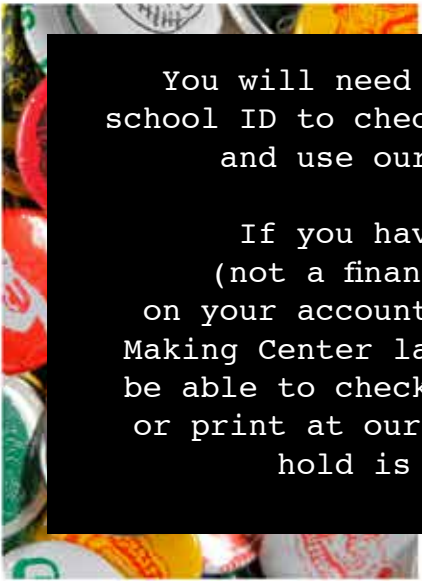 You will need
school ID to chec
and use our
If you hav
(not a finan
on your account
Making Center la
be able to check
or print at our
hold is